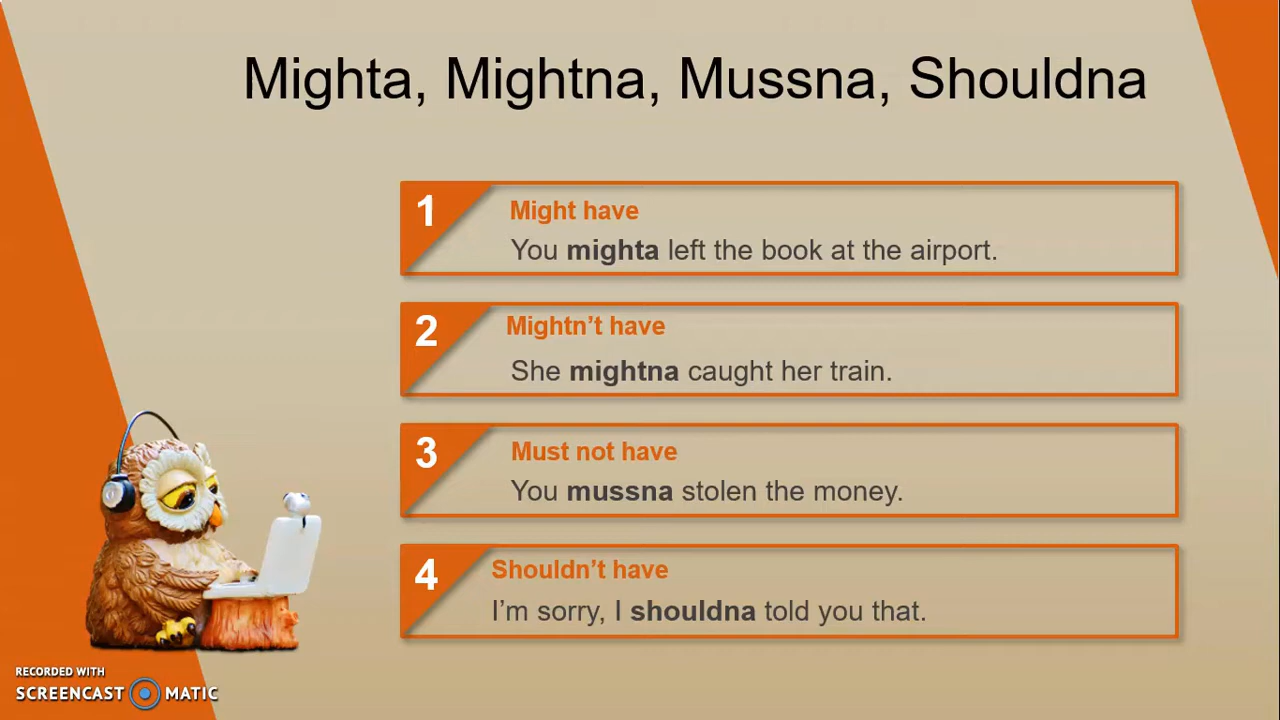 Mighta, Mightna, Mussna, Shouldna
1
Might have
You mighta left the book at the airport.
2
Mightn’t have
She mightna caught her train.
3
Must not have
You mussna stolen the money.
4
Shouldn’t have
I’m sorry, I shouldna told you that.
RECORDED WITH
SCREENCAST MATIC